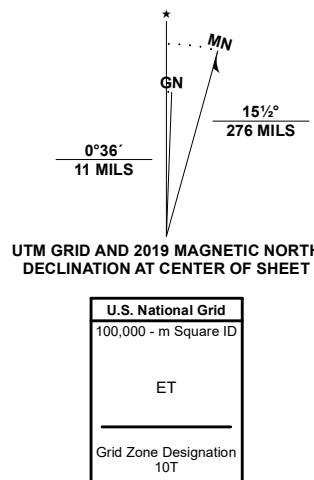 ★
MN
GN
15½°
276 MILS
0°36´
11 MILS
UTM GRID AND 2019 MAGNETIC NORTH
DECLINATION AT CENTER OF SHEET
U.S. National Grid
100,000 - m Square ID
ET
Grid Zone Designation
10T